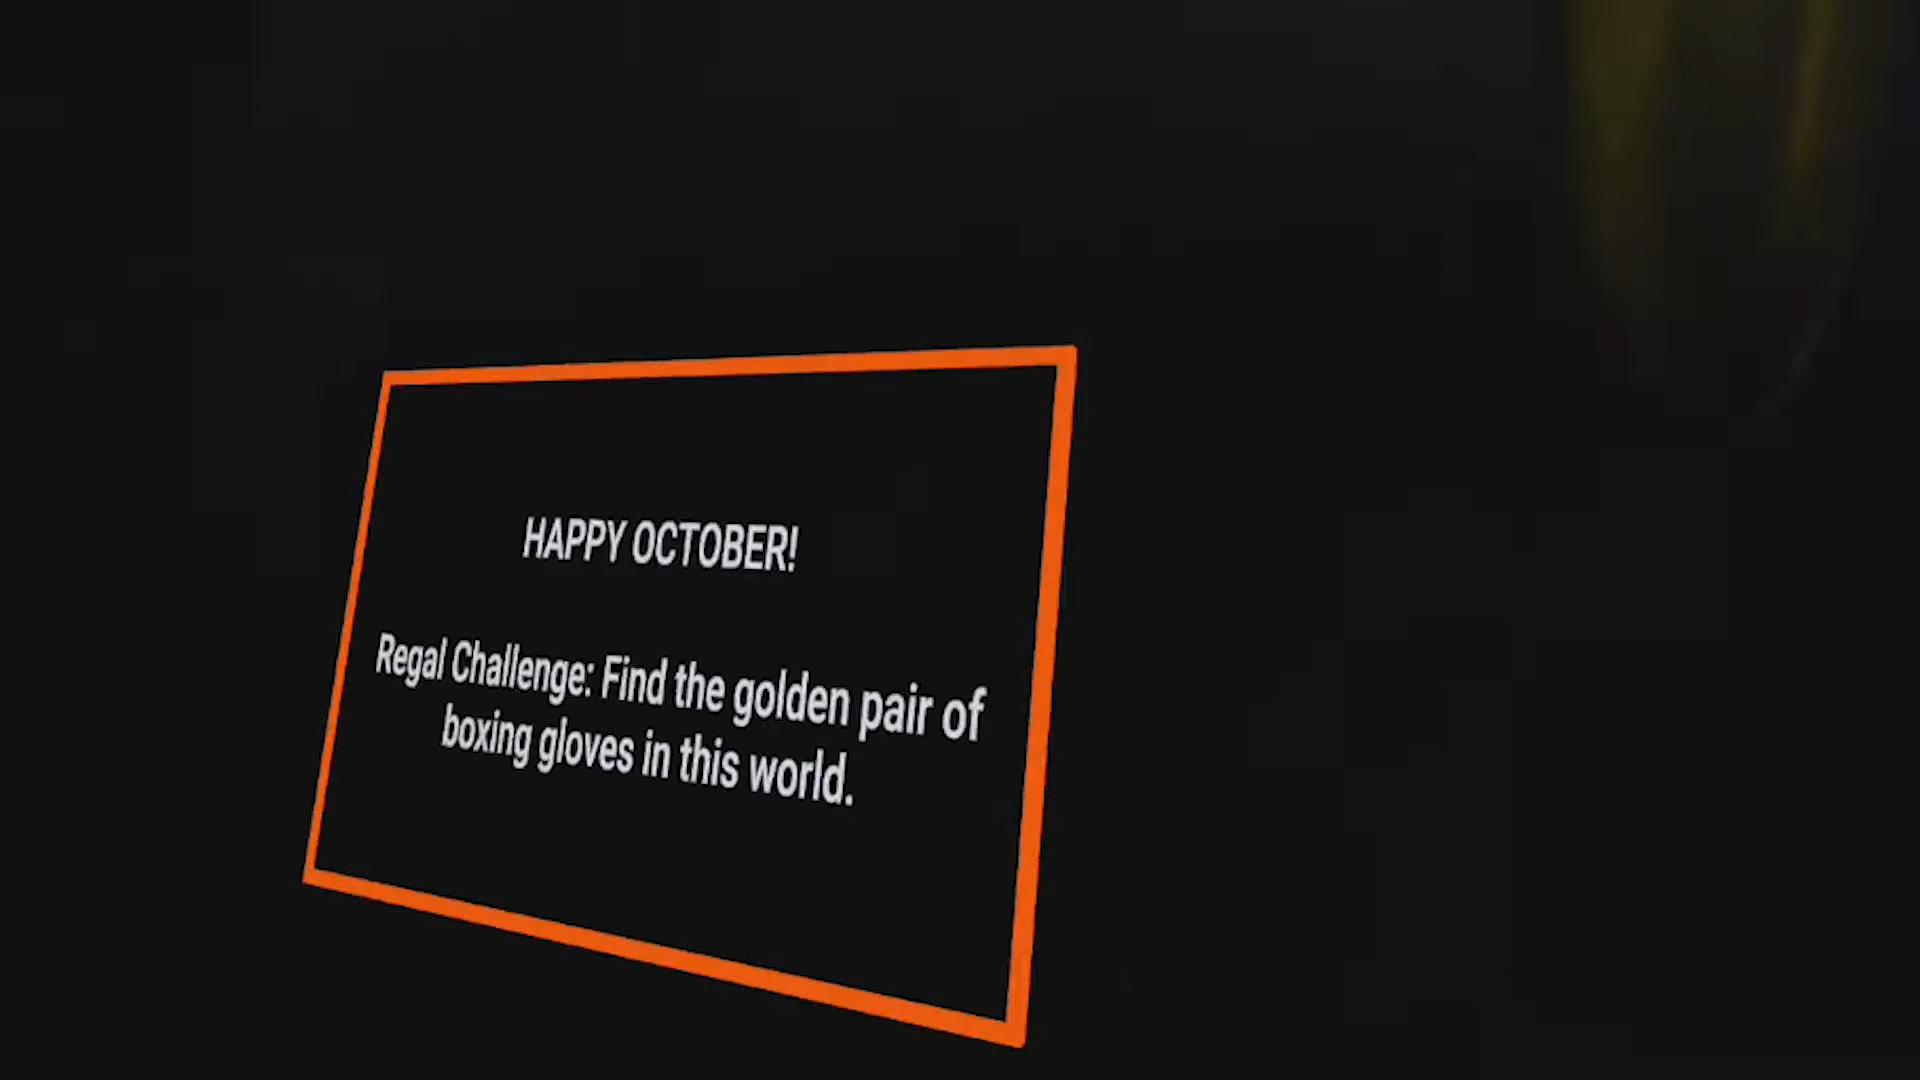 HAPPY OCTOBER!
Regal Challenge: Find the golden pair of
boxing gloves in this world.